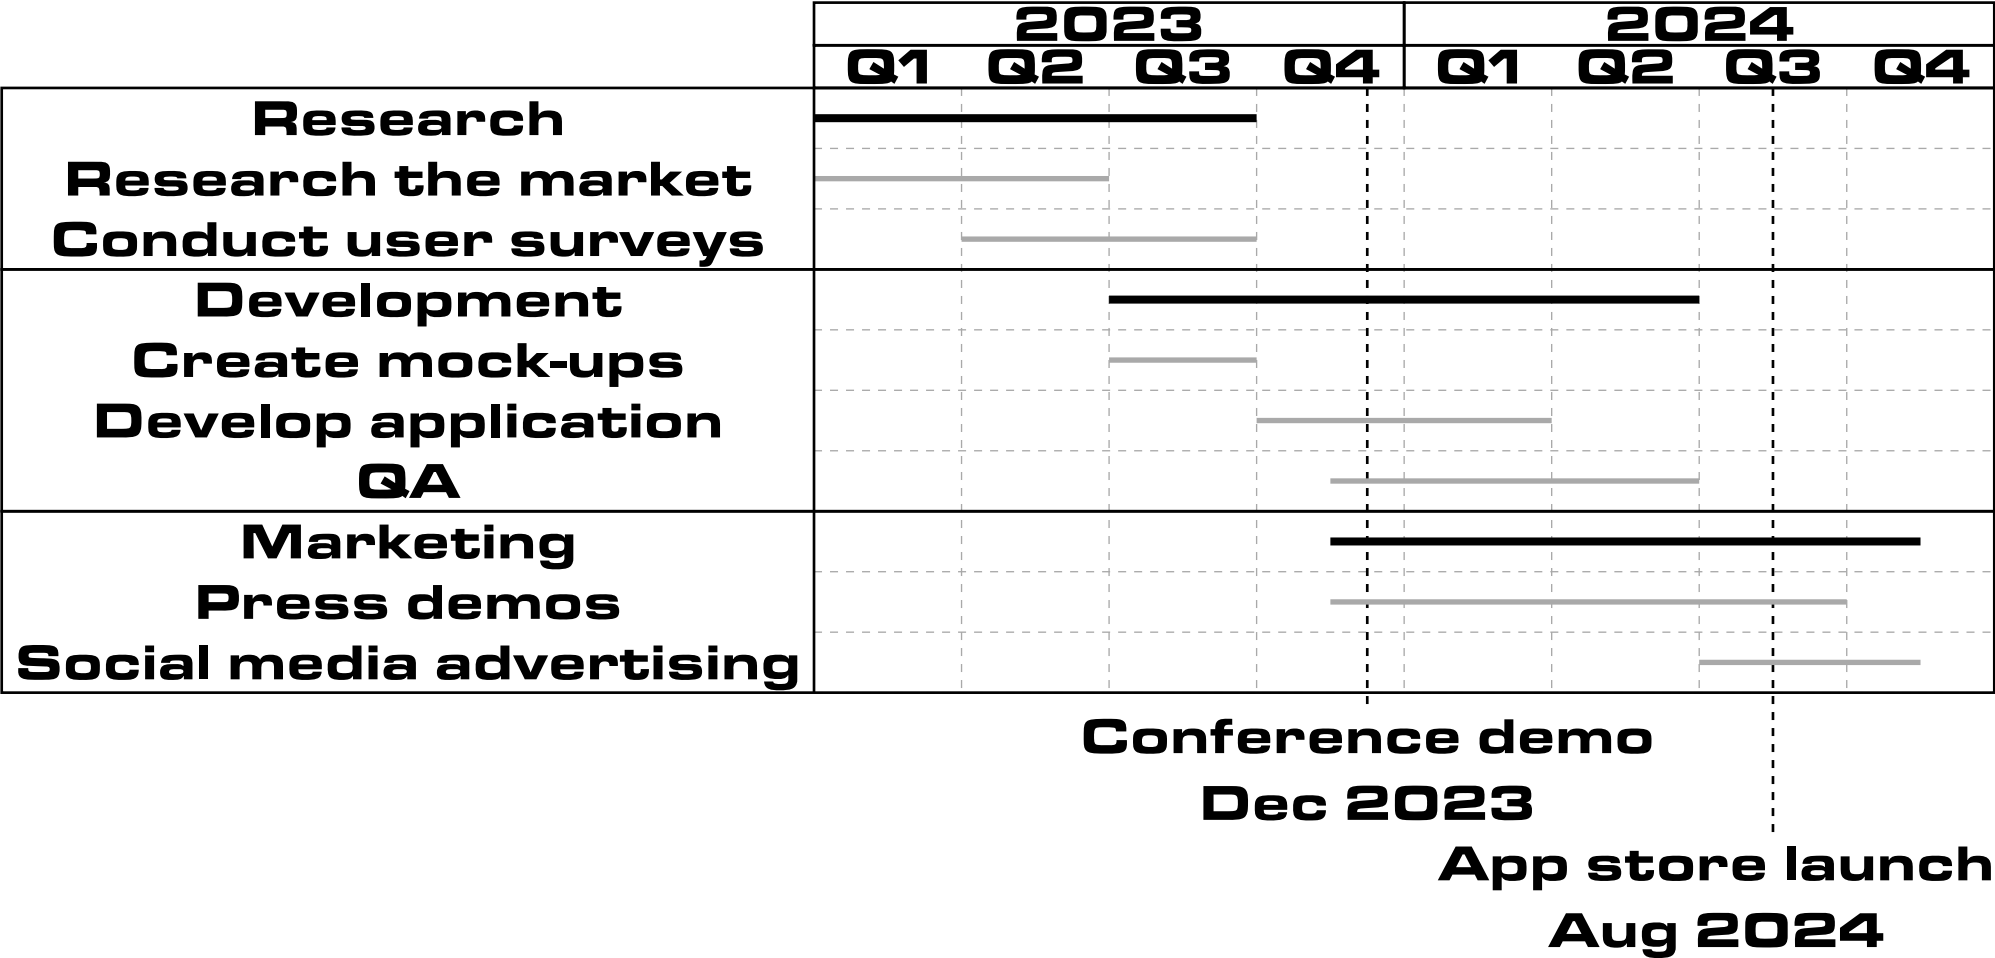 2023 2024
Q1 Q2 Q3 Q4 Q1 Q2 Q3 Q4
Research
Research the market
Conduct user surveys
Development
Create mock-ups
Develop application
QA
Marketing
Press demos
Social media advertising
Conference demo
Dec 2023
App store launch
Aug 2024